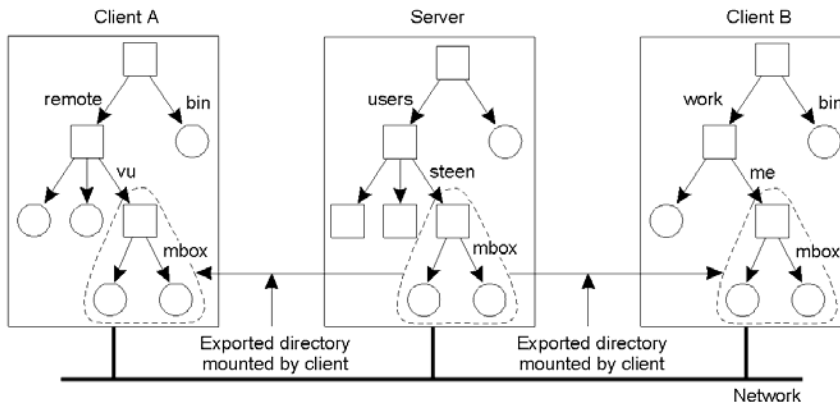 Client A
Server
Client B
remote
bin
users
work
bin
vu
steen
me
mbox
mbox
mbox
Exported directory
mounted by client
Exported directory
mounted by client
Network